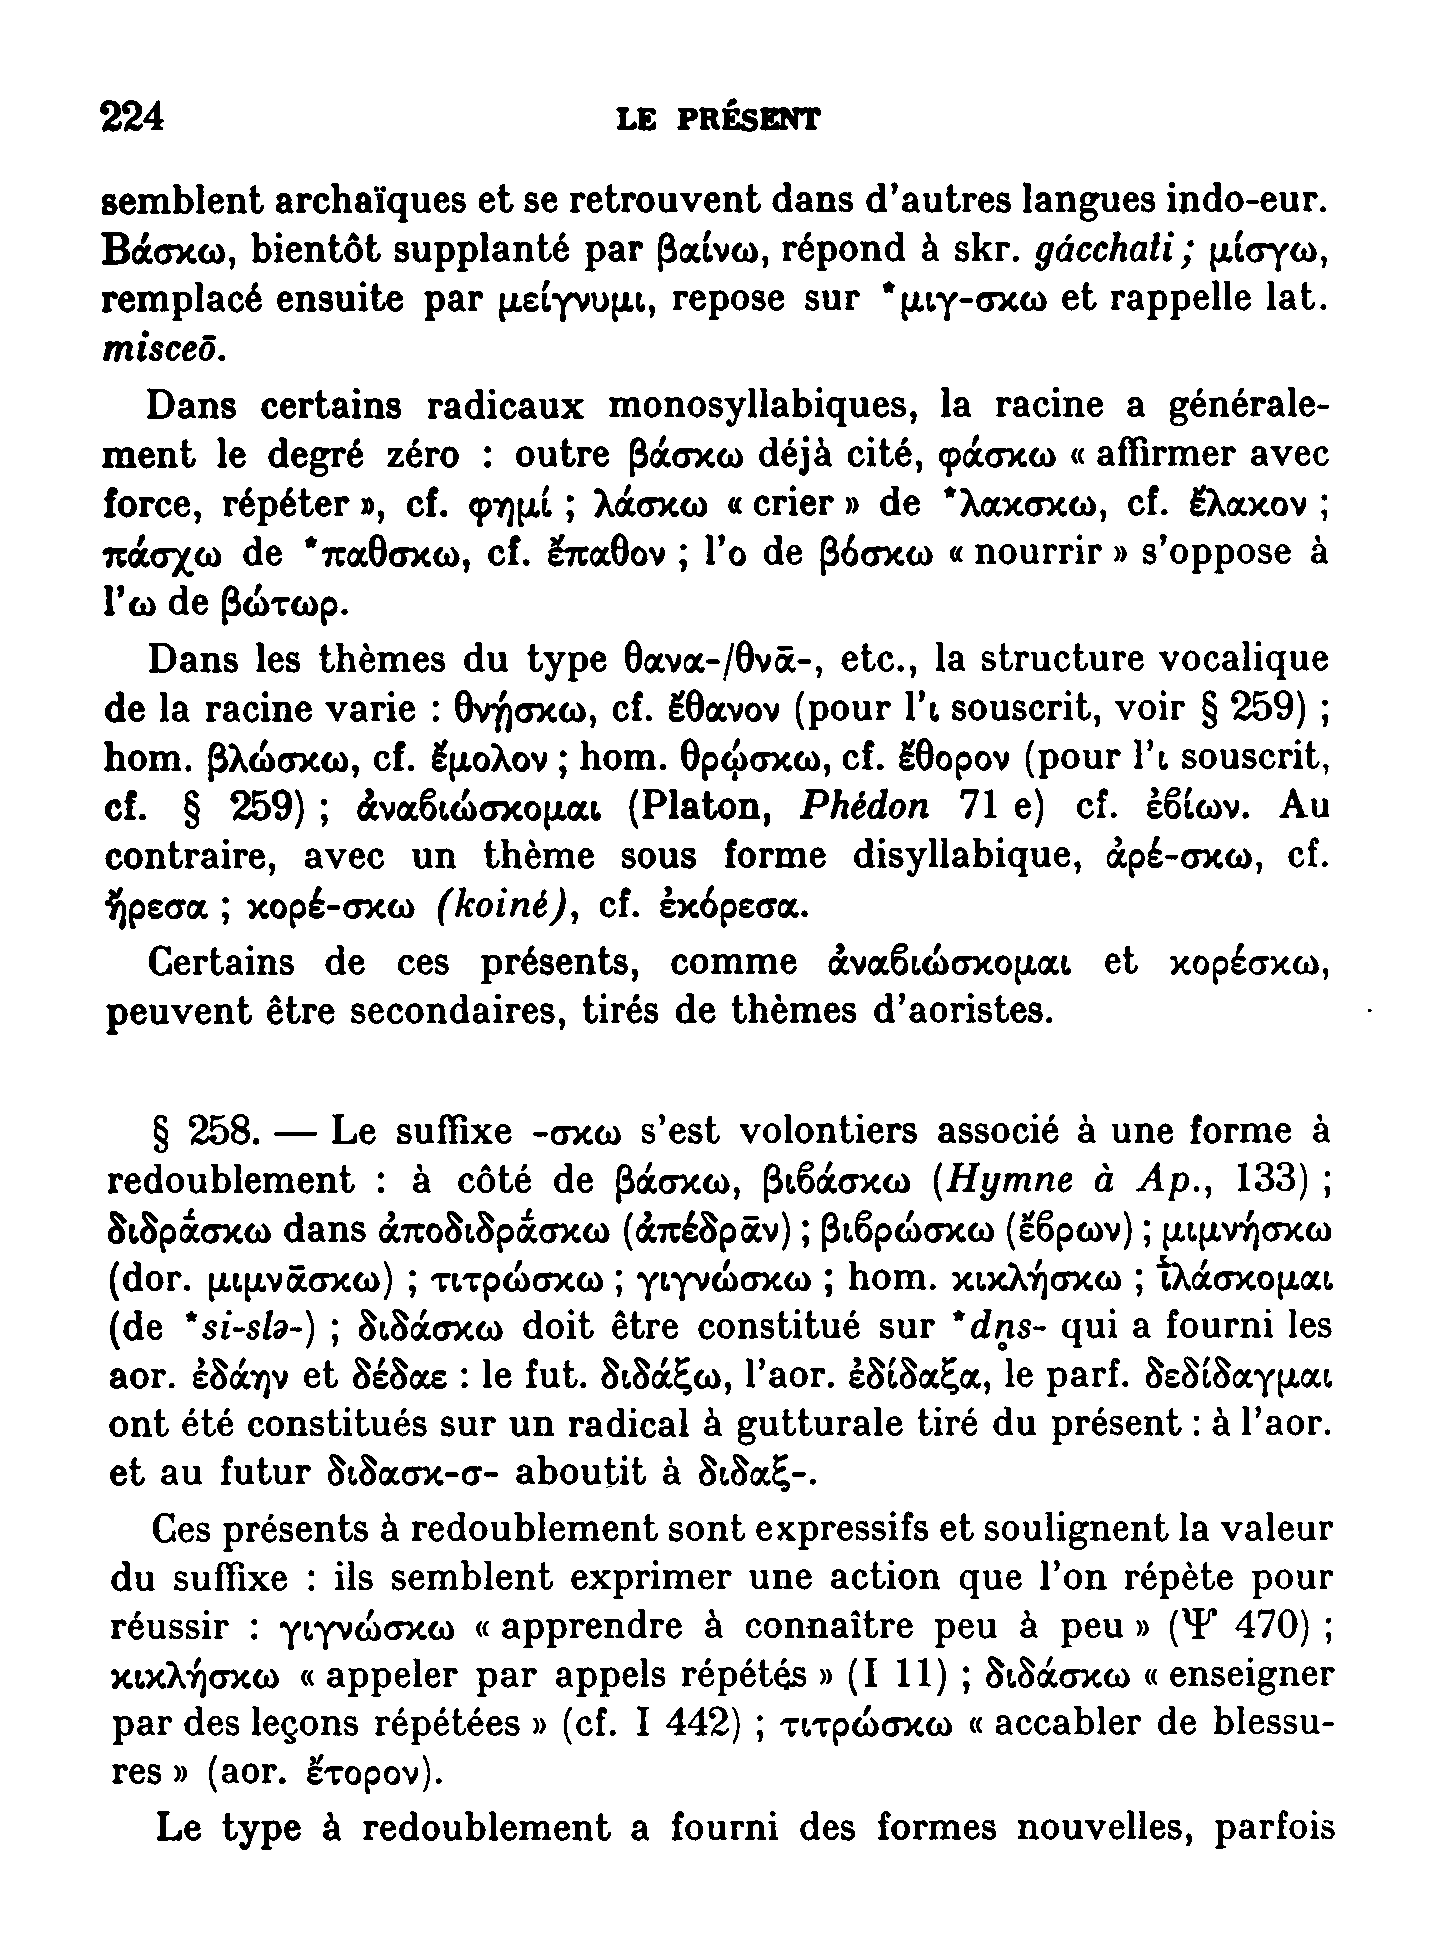 224 LE PRÉSENT
semblent archaïques et se retrouvent dans d'autres langues indo-eur.
Βάσκω, bientôt supplanté par βαίνω, répond à skr. gácchati ; μίσγω,
remplacé ensuite par μείγνυμι, repose sur *μιγ-σκω et rappelle lat.
misceō.
Dans certains radicaux monosyllabiques, la racine a générale-
ment le degré zéro : outre βάσκω déjà cité, φάσκω « affirmer avec
force, répéter », cf. φημί ; λάσκω « crier » de *λακσκω, cf. ἔλακον ;
πάσχω de *παθσκω, cf. ἔπαθον ; l'o de βόσκω « nourrir » s'oppose à
l'ω de βώτωρ.
Dans les thèmes du type θανα-/θνᾱ-, etc., la structure vocalique
de la racine varie : θνῄσκω, cf. ἔθανον (pour l'ι souscrit, voir § 259) ;
hom. βλώσκω, cf. ἔμολον ; hom. θρῴσκω, cf. ἔθορον (pour l'ι souscrit,
cf. § 259) ; ἀναϐιώσκομαι (Platon, Phédon 71 e) cf. ἐϐίων. Au
contraire, avec un thème sous forme disyllabique, ἀρέ-σκω, cf.
ἤρεσα ; κορέ-σκω (koiné), cf. ἐκόρεσα.
Certains de ces présents, comme ἀναϐιώσκομαι et κορέσκω,
peuvent être secondaires, tirés de thèmes d'aoristes.
§ 258. — Le suffixe -σκω s'est volontiers associé à une forme à
redoublement : à côté de βάσκω, βιϐάσκω (Hymne à Ap., 133) ;
διδρᾱ́σκω dans ἀποδιδρᾱ́σκω (ἀπέδρᾱν) ; βιϐρώσκω (ἔϐρων) ; μιμνήσκω
(dor. μιμνᾱσκω) ; τιτρώσκω ; γιγνώσκω ; hom. κικλήσκω ; ῑ̔λάσκομαι
(de *si-slə-) ; διδάσκω doit être constitué sur *dn̥s- qui a fourni les
aor. ἐδάην et δέδαε : le fut. διδάξω, l'aor. ἐδίδαξα, le parf. δεδίδαγμαι
ont été constitués sur un radical à gutturale tiré du présent : à l'aor.
et au futur διδασκ-σ- aboutit à διδαξ-.
Ces présents à redoublement sont expressifs et soulignent la valeur
du suffixe : ils semblent exprimer une action que l'on répète pour
réussir : γιγνώσκω « apprendre à connaître peu à peu » (Ψ 470) ;
κικλήσκω « appeler par appels répétés » (I 11) ; διδάσκω « enseigner
par des leçons répétées » (cf. I 442) ; τιτρώσκω « accabler de blessu-
res » (aor. ἔτορον).
Le type à redoublement a fourni des formes nouvelles, parfois